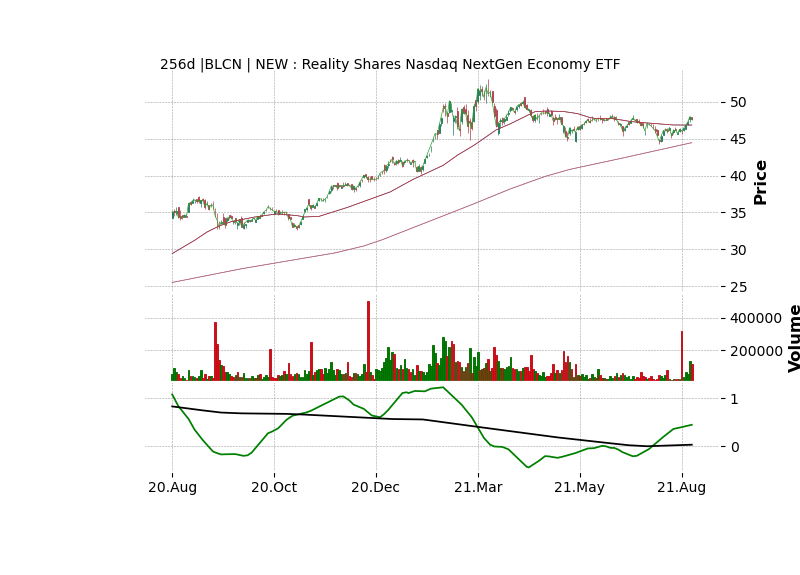 256d |BLCN | NEW : Reality Shares Nasdaq NextGen Economy ETF
50
45
40
35
30
25
Price
400000
200000
Volume
1
0
20.Aug 20.Oct 20.Dec 21.Mar 21.May 21.Aug